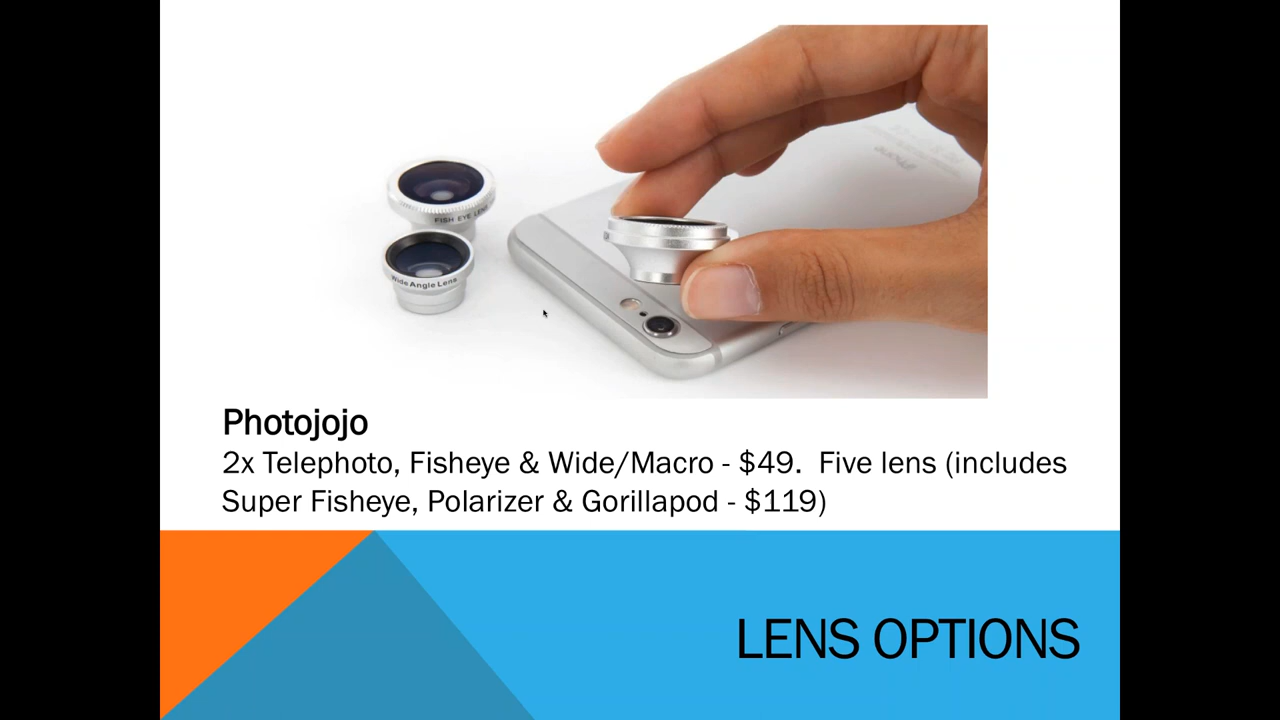 FISH EYE LENS
Wide Angle Lens
iPhone
Photojojo
2x Telephoto, Fisheye & Wide/Macro - $49.  Five lens (includes
Super Fisheye, Polarizer & Gorillapod - $119)
LENS OPTIONS